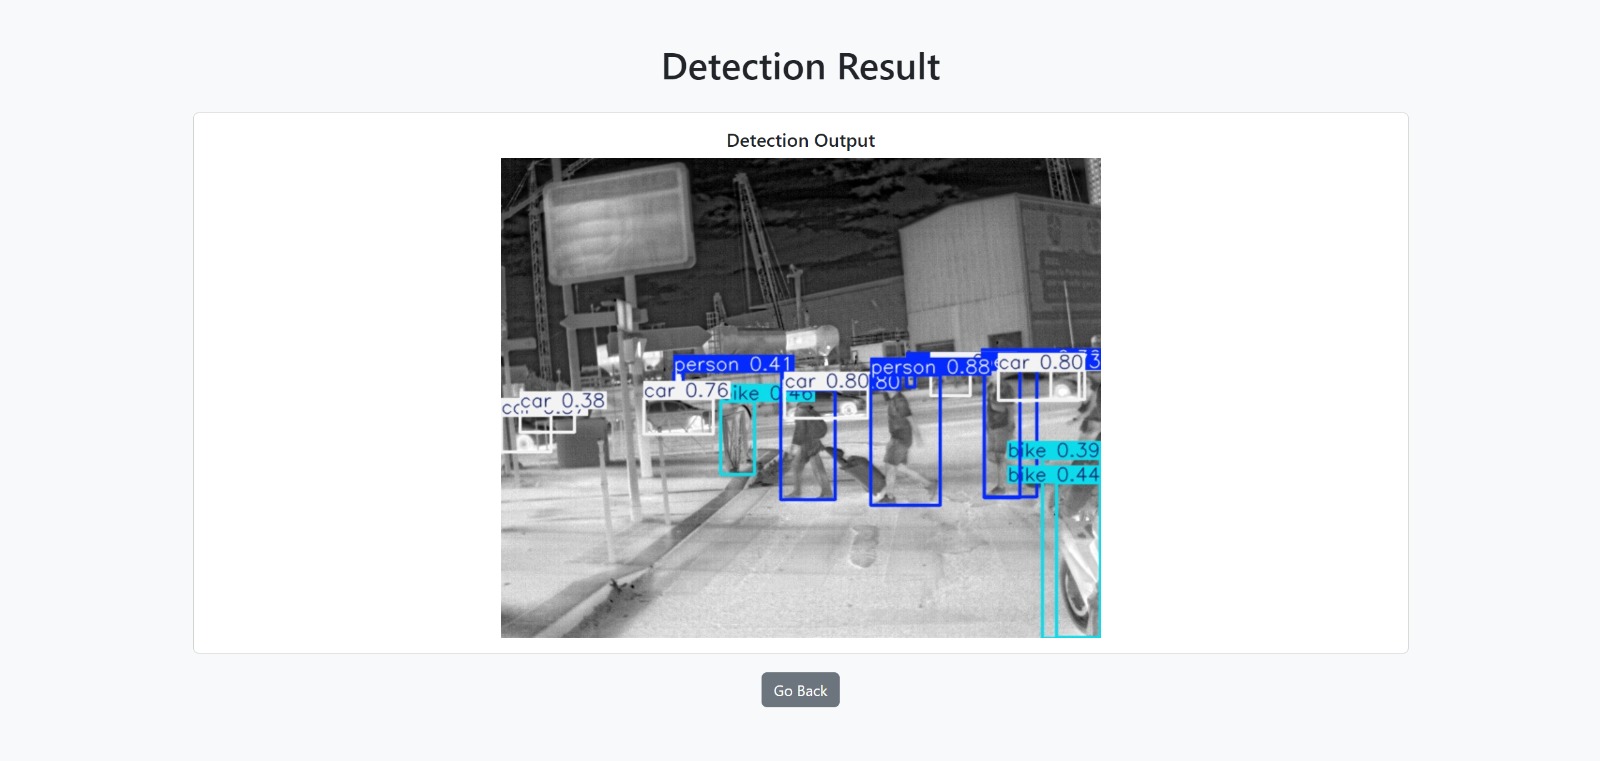 Detection Result
Detection Output
person 0.41
car 0.80
person 0.88
car 0.80
car 0.76
bike 0.46
car 0.38
bike 0.39
bike 0.44
Go Back